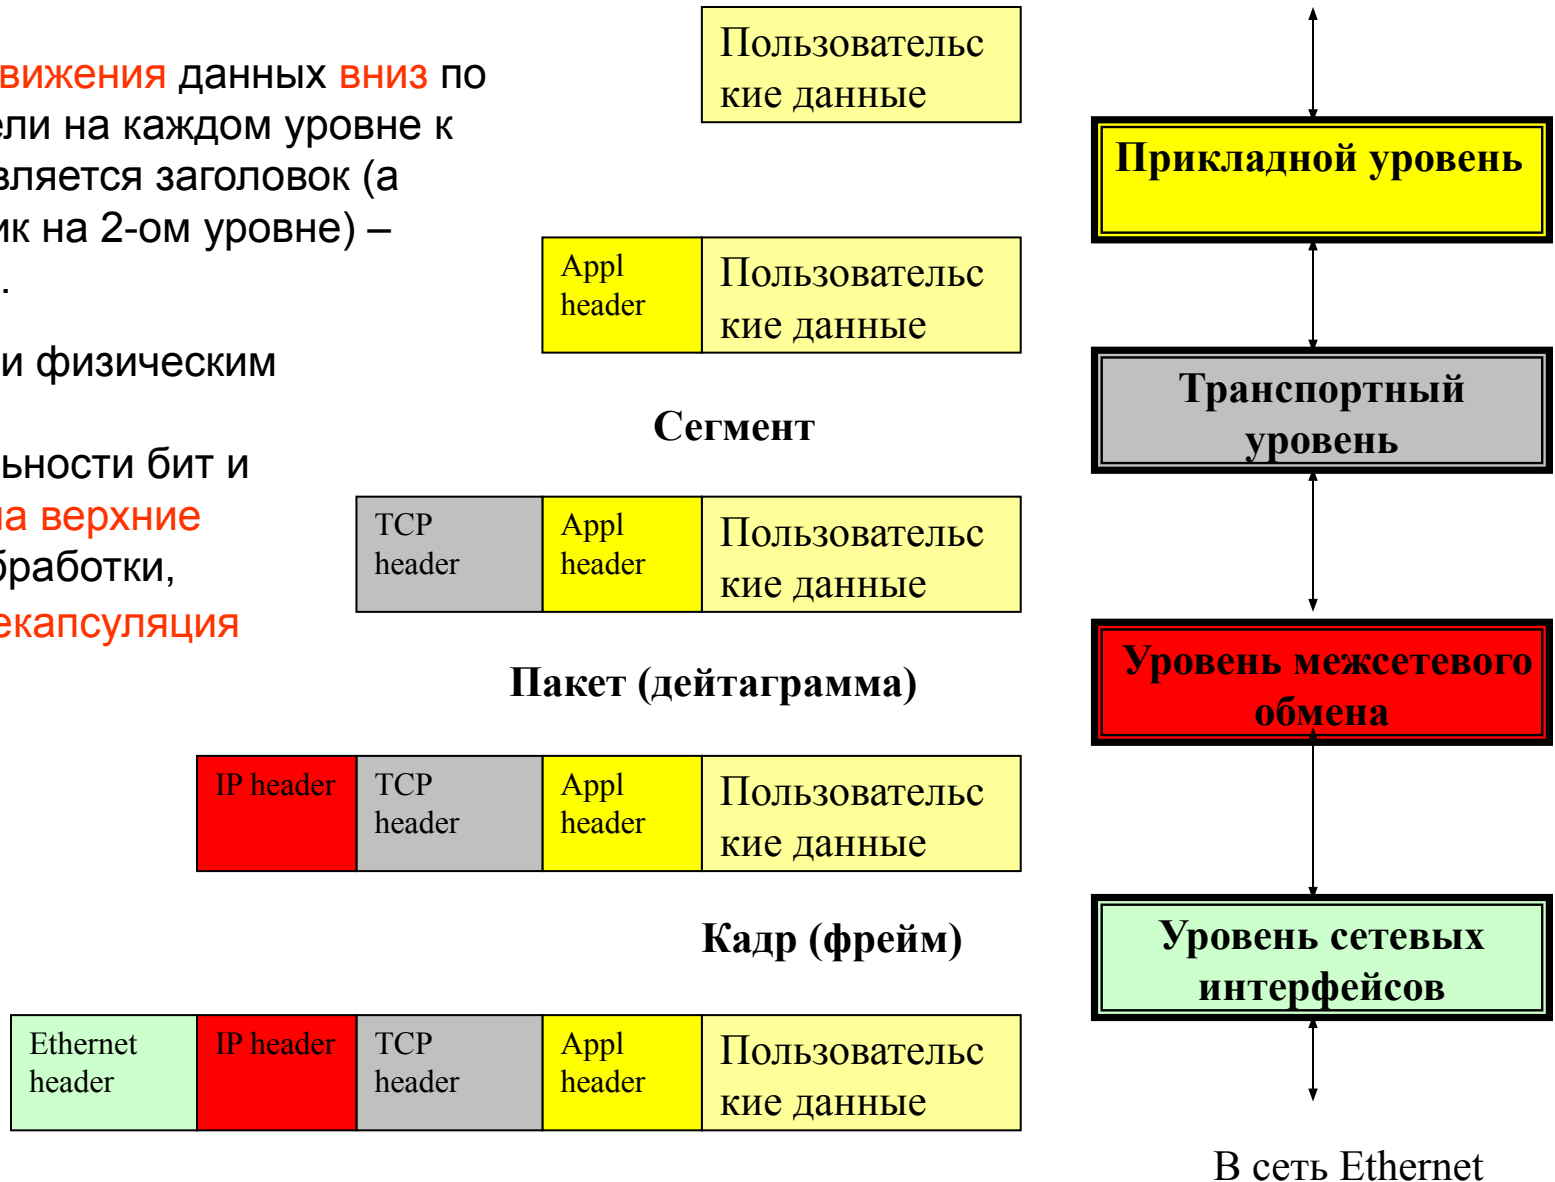 вижения данных вниз по
ели на каждом уровне к
вляется заголовок (а
ик на 2-ом уровне) –
.
и физическим
ьности бит и
на верхние
бработки,
екапсуляция
Пользовательс
кие данные
Appl
header
Пользовательс
кие данные
Сегмент
TCP
header
Appl
header
Пользовательс
кие данные
Пакет (дейтаграмма)
IP header
TCP
header
Appl
header
Пользовательс
кие данные
Кадр (фрейм)
Ethernet
header
IP header
TCP
header
Appl
header
Пользовательс
кие данные
Прикладной уровень
Транспортный
уровень
Уровень межсетевого
обмена
Уровень сетевых
интерфейсов
В сеть Ethernet